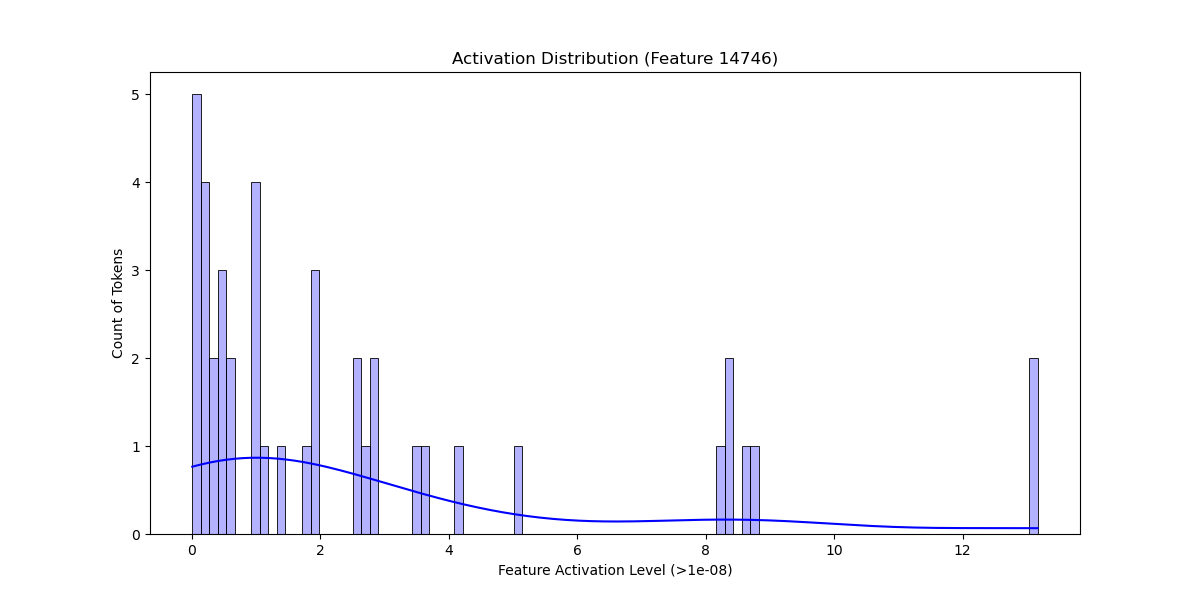 Activation Distribution (Feature 14746)
Count of Tokens
5
4
3
2
1
0
0 2 4 6 8 10 12
Feature Activation Level (>1e-08)